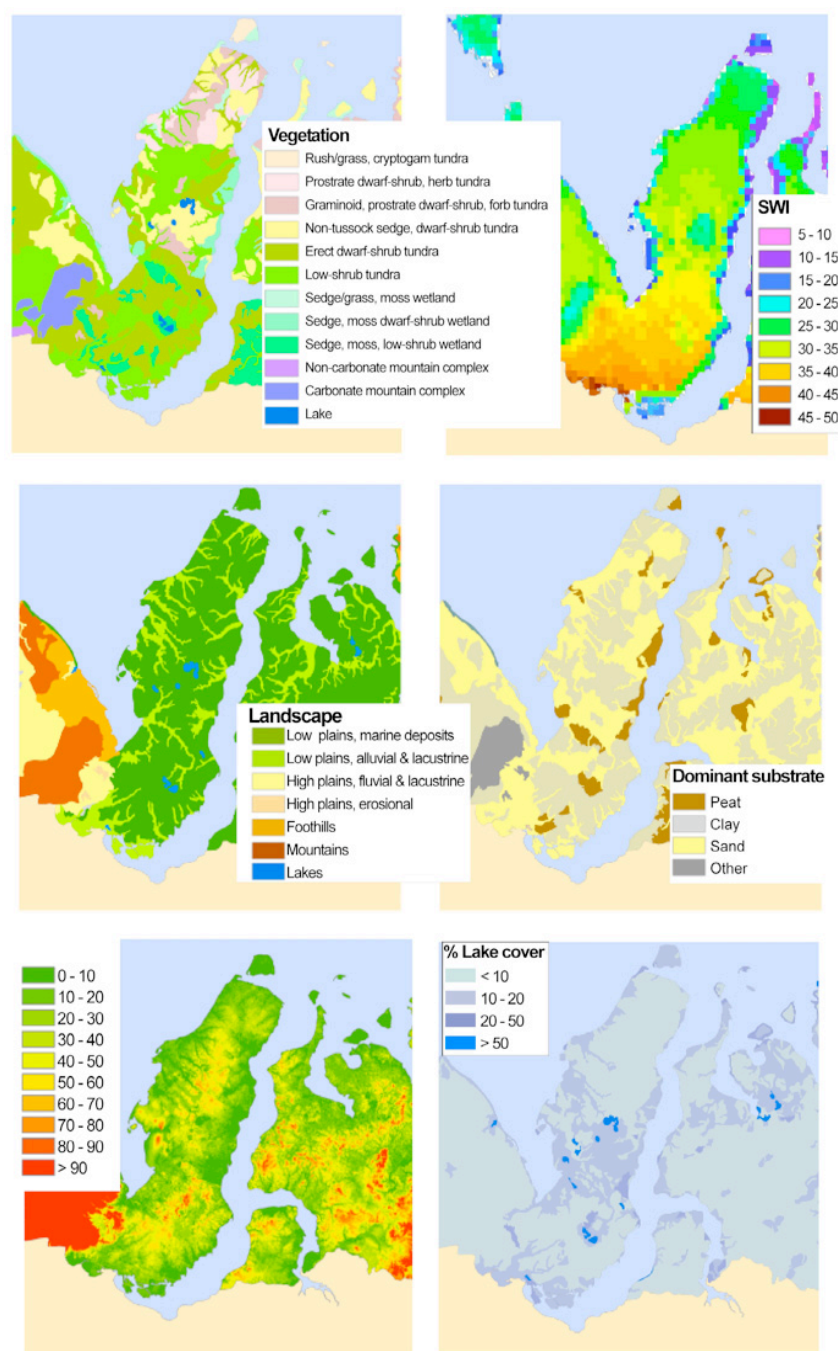 Vegetation
Rush/grass, cryptogam tundra
Prostrate dwarf-shrub, herb tundra
Graminoid, prostrate dwarf-shrub, forb tundra
Non-tussock sedge, dwarf-shrub tundra
Erect dwarf-shrub tundra
Low-shrub tundra
Sedge/grass, moss wetland
Sedge, moss dwarf-shrub wetland
Sedge, moss, low-shrub wetland
Non-carbonate mountain complex
Carbonate mountain complex
Lake
SWI
5 - 10
10 - 15
15 - 20
20 - 25
25 - 30
30 - 35
35 - 40
40 - 45
45 - 50
Landscape
Low plains, marine deposits
Low plains, alluvial & lacustrine
High plains, fluvial & lacustrine
High plains, erosional
Foothills
Mountains
Lakes
Dominant substrate
Peat
Clay
Sand
Other
0 - 10
10 - 20
20 - 30
30 - 40
40 - 50
50 - 60
60 - 70
70 - 80
80 - 90
> 90
% Lake cover
< 10
10 - 20
20 - 50
> 50